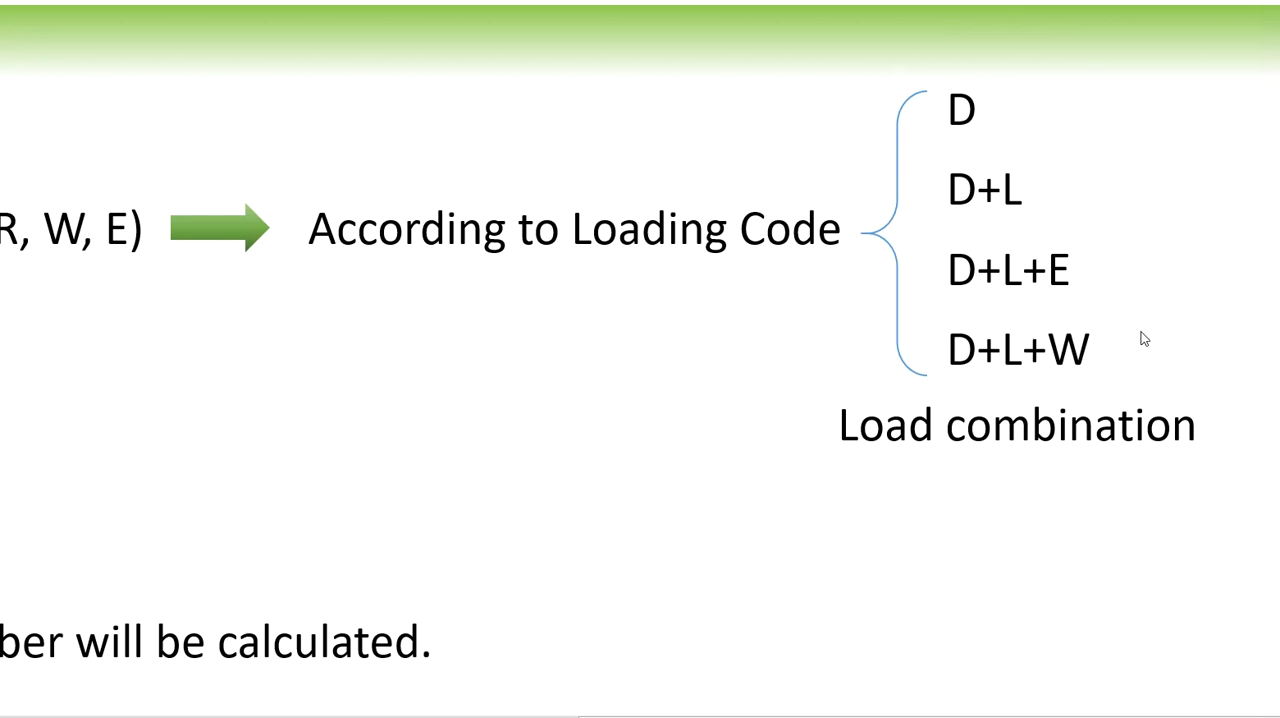 D
D+L
R, W, E) According to Loading Code
D+L+E
D+L+W
Load combination
ber will be calculated.